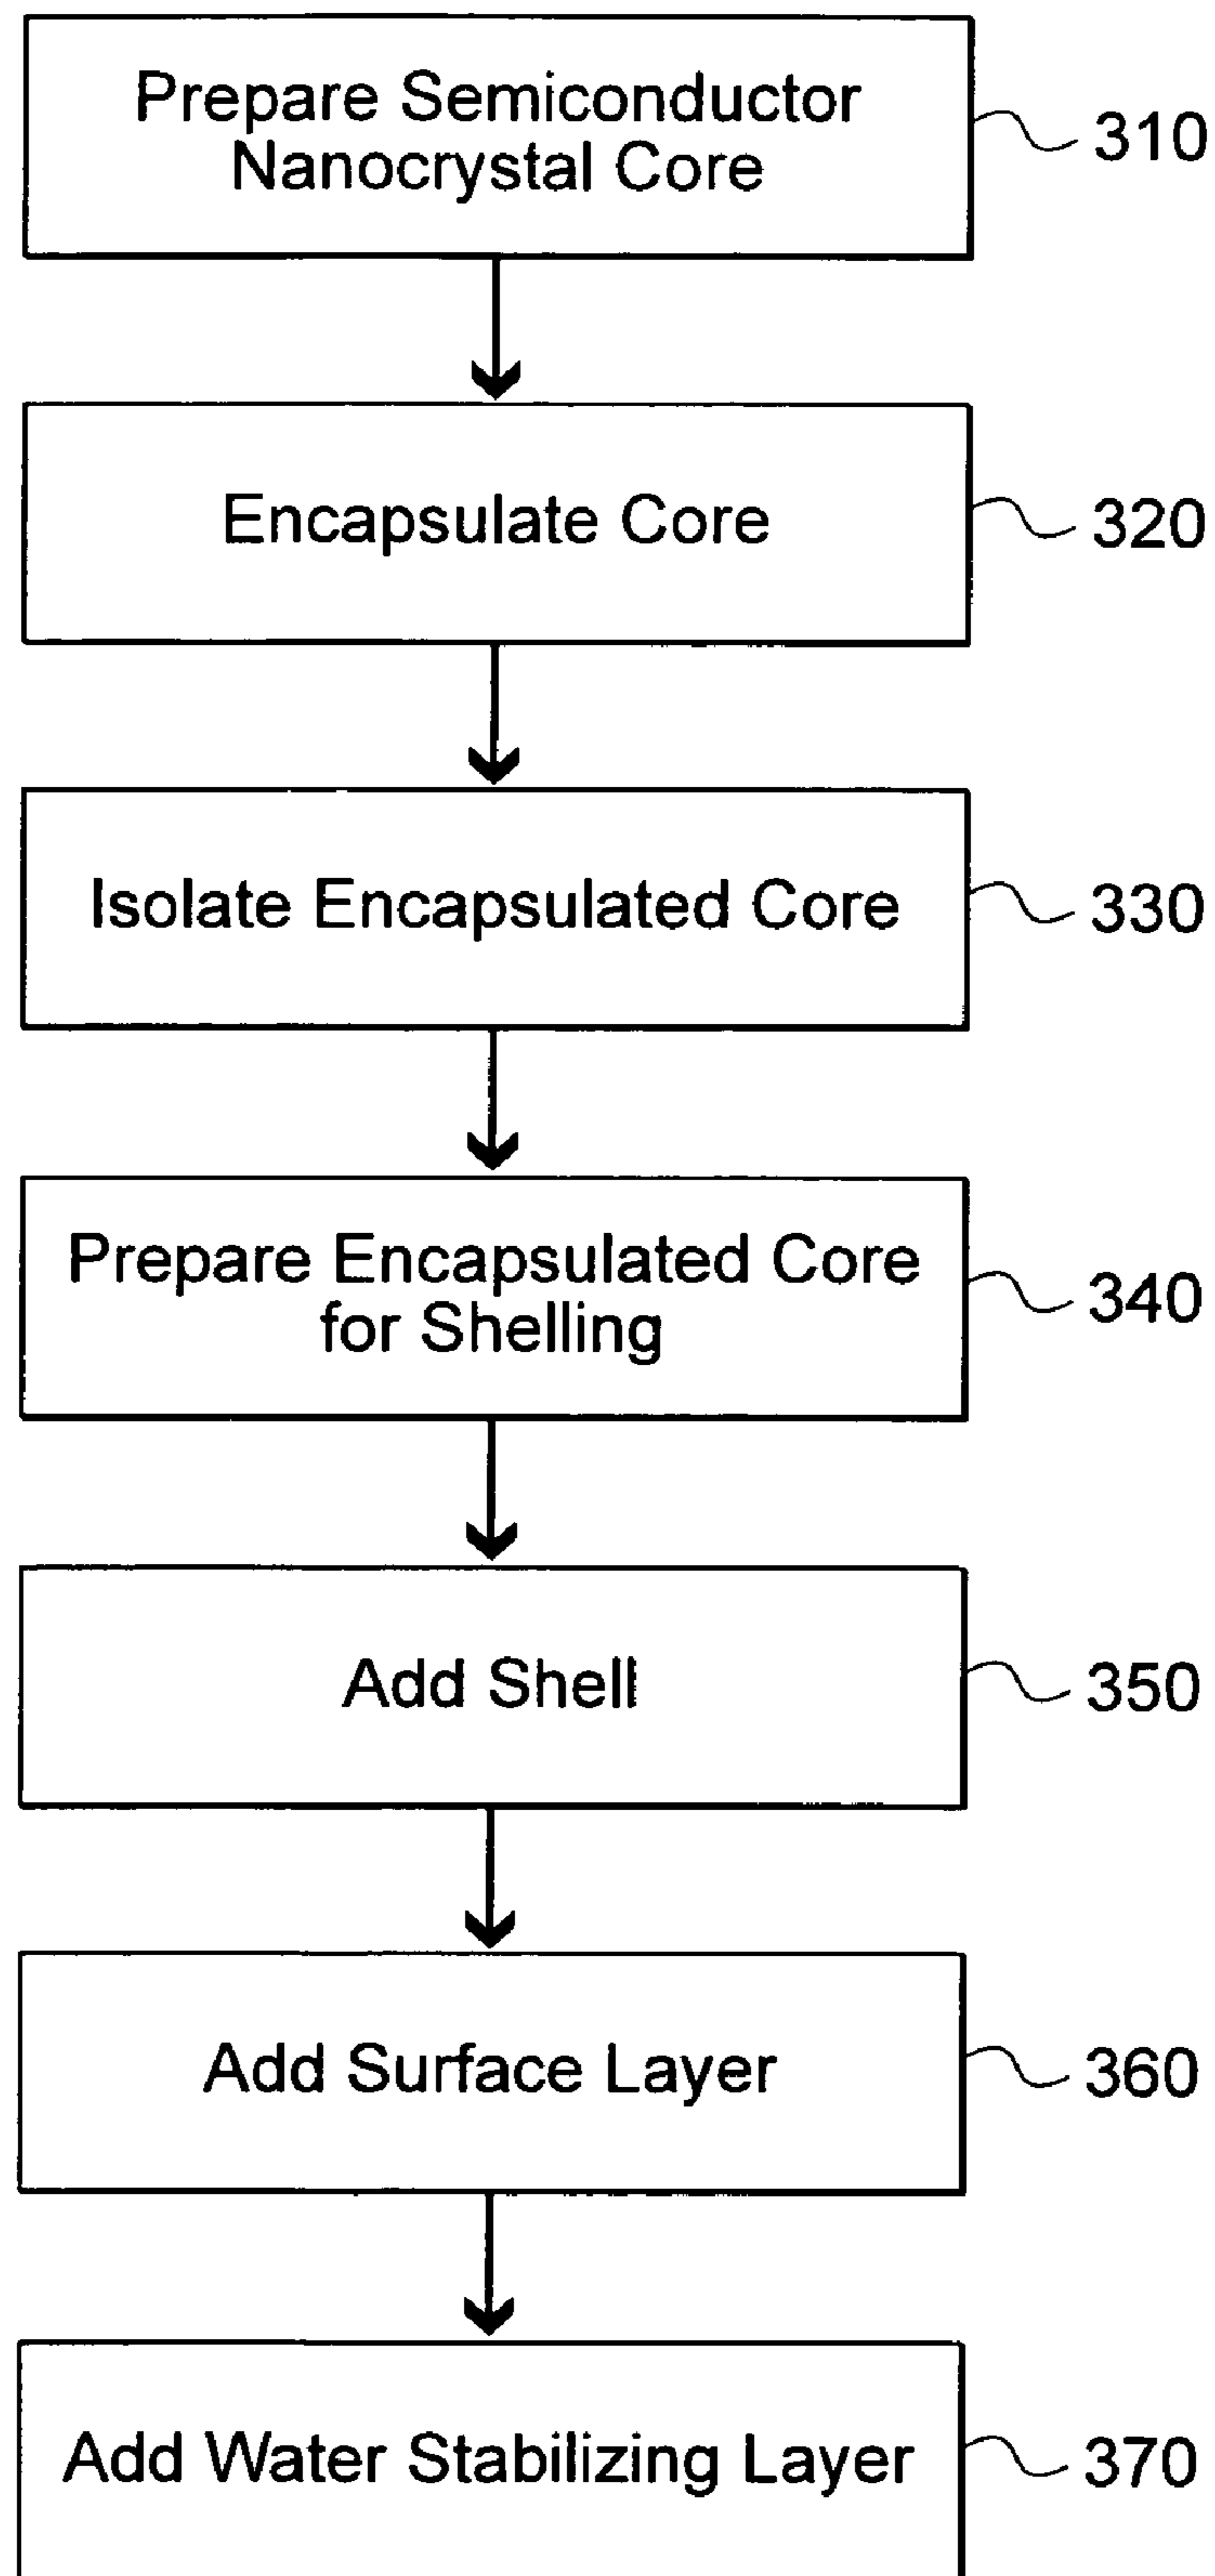 Prepare Semiconductor
Nanocrystal Core
310
Encapsulate Core
320
Isolate Encapsulated Core
330
Prepare Encapsulated Core
for Shelling
340
Add Shell
350
Add Surface Layer
360
Add Water Stabilizing Layer
370